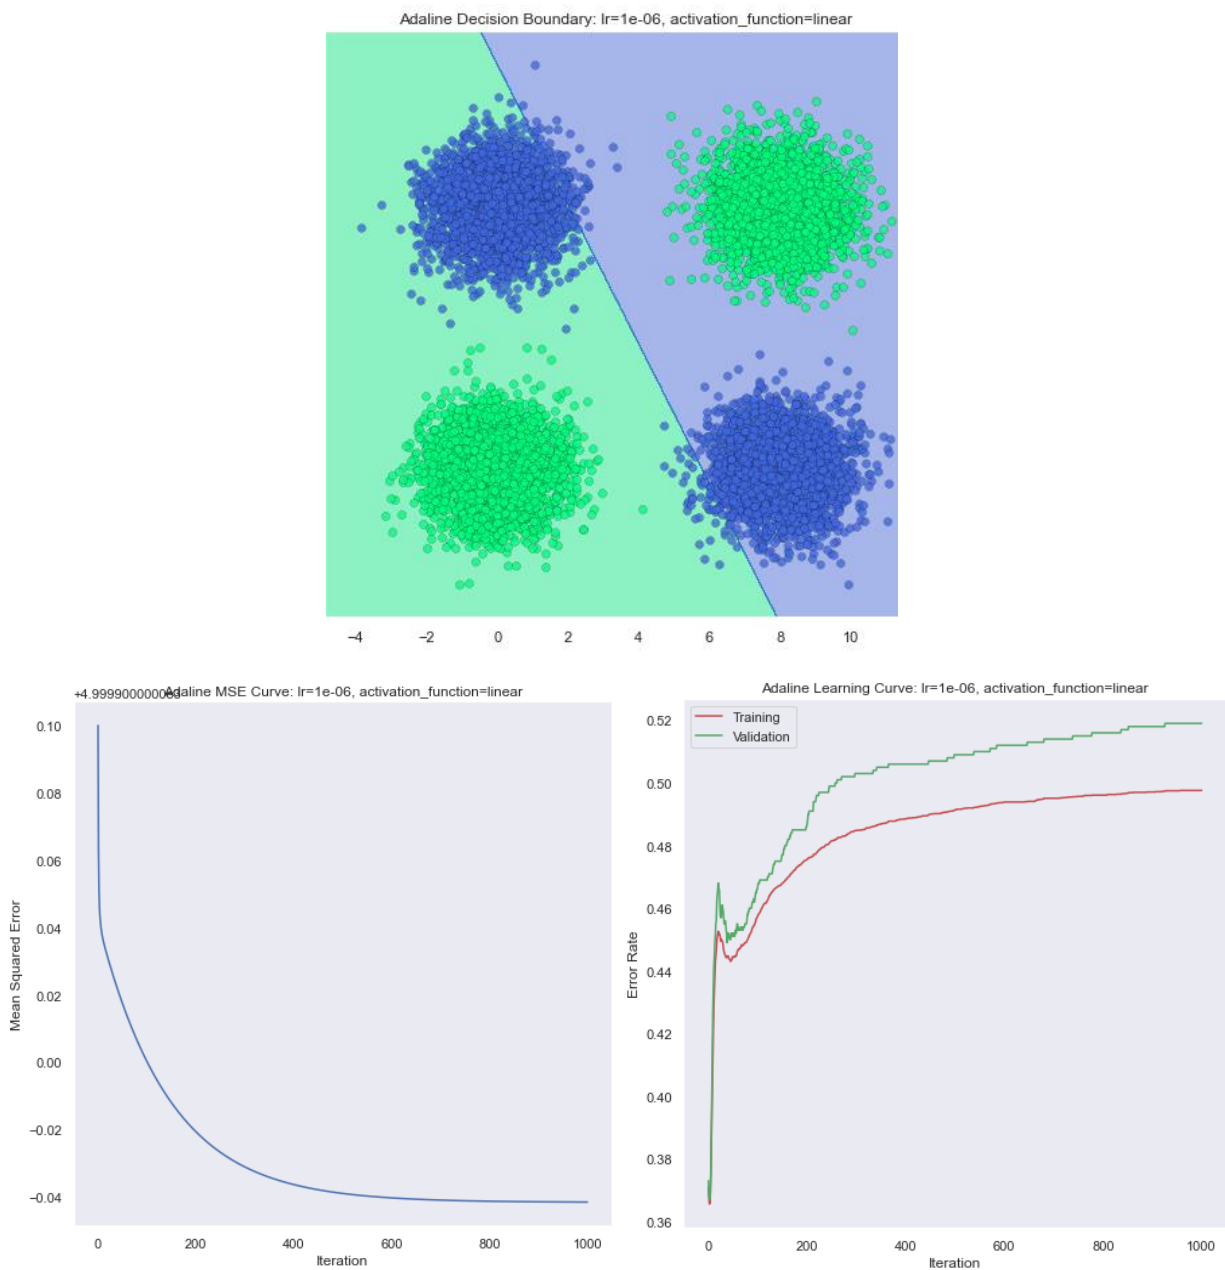 Adaline Decision Boundary: lr=1e-06, activation_function=linear
−4 −2 0 2 4 6 8 10
Adaline MSE Curve: lr=1e-06, activation_function=linear
0.10
0.08
0.06
0.04
0.02
0.00
−0.02
−0.04
Mean Squared Error
0 200 400 600 800 1000
Iteration
Adaline Learning Curve: lr=1e-06, activation_function=linear
Training
Validation
0.52
0.50
0.48
0.46
0.44
0.42
0.40
0.38
0.36
Error Rate
0 200 400 600 800 1000
Iteration